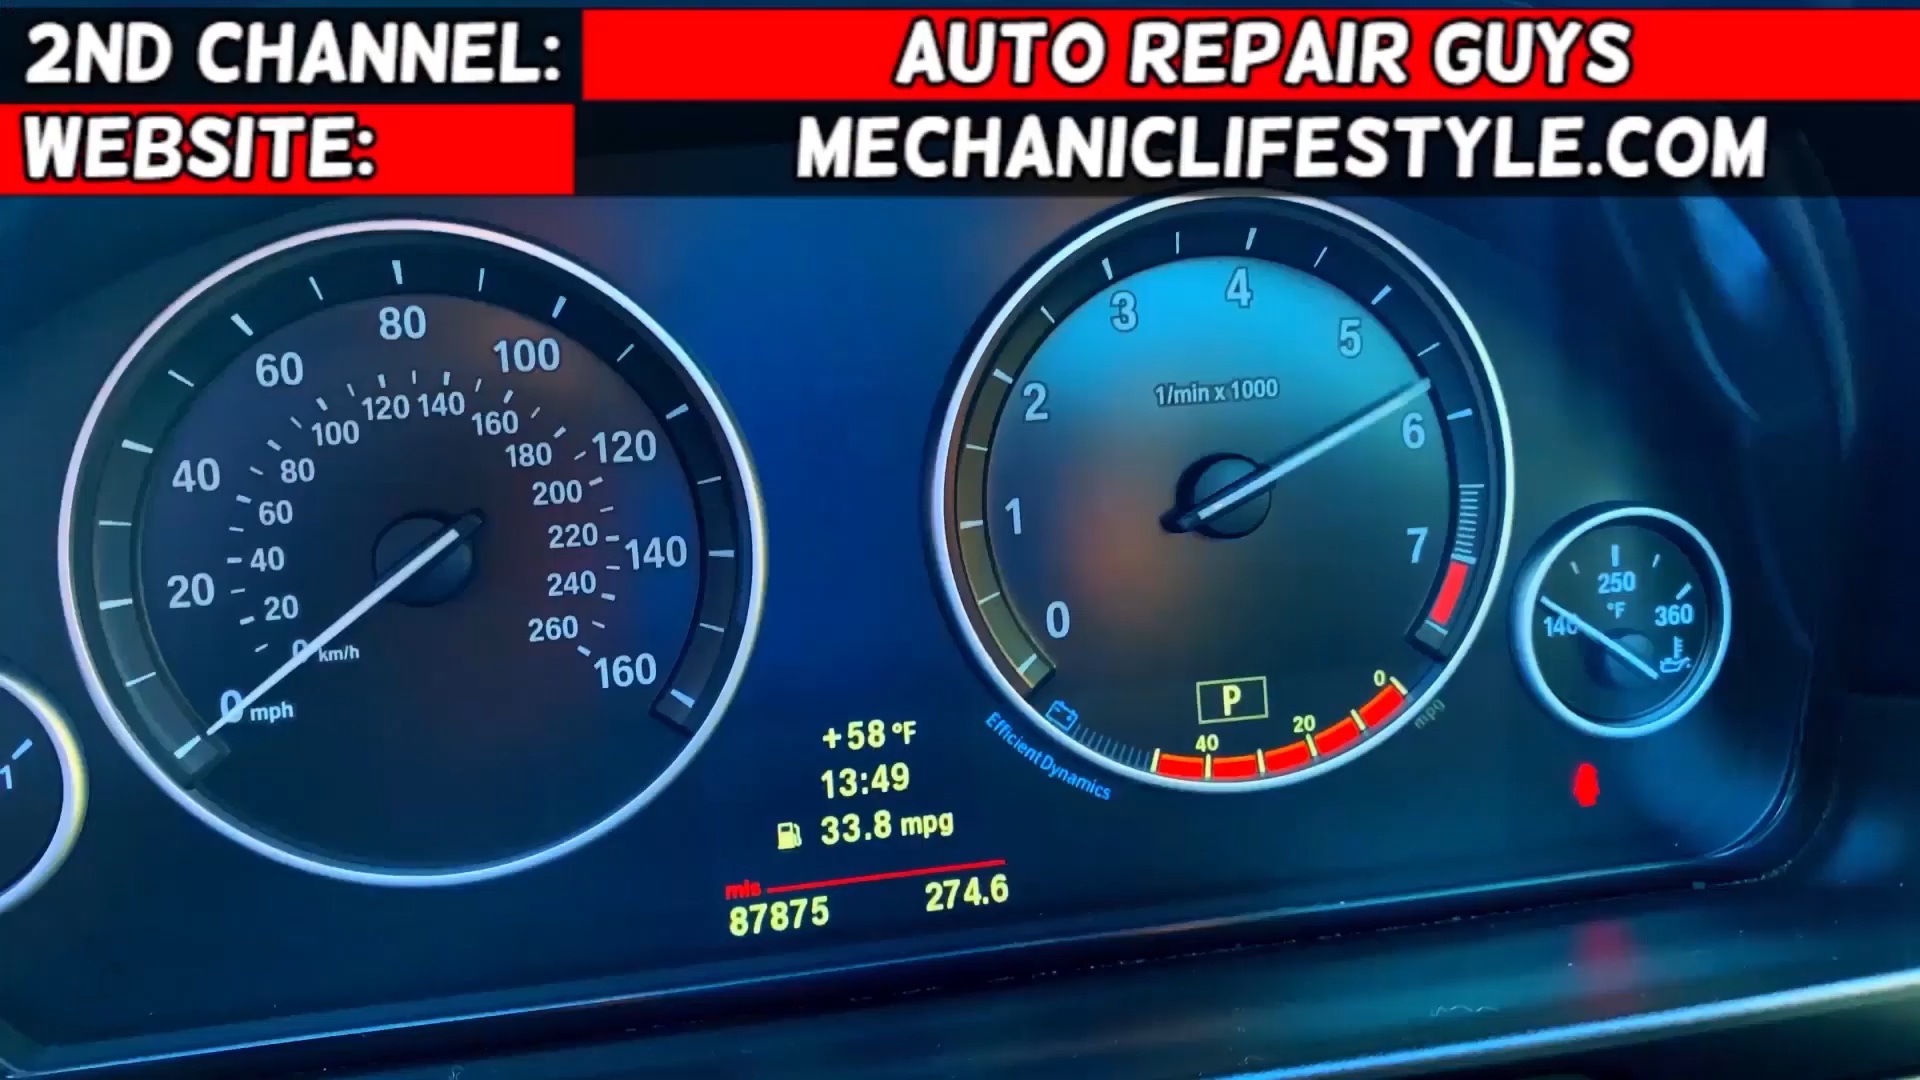 2ND CHANNEL: AUTO REPAIR GUYS
WEBSITE: MECHANICLIFESTYLE.COM
0 20 40 60 80 100 120 140 160
mph
0 20 40 60 80 100 120 140 160 180 200 220 240 260
km/h
0 1 2 3 4 5 6 7
1/min x 1000
P
40 20 0
mpg
EfficientDynamics
140 250 360
°F
1
+58 °F
13:49
33.8 mpg
mls
87875 274.6